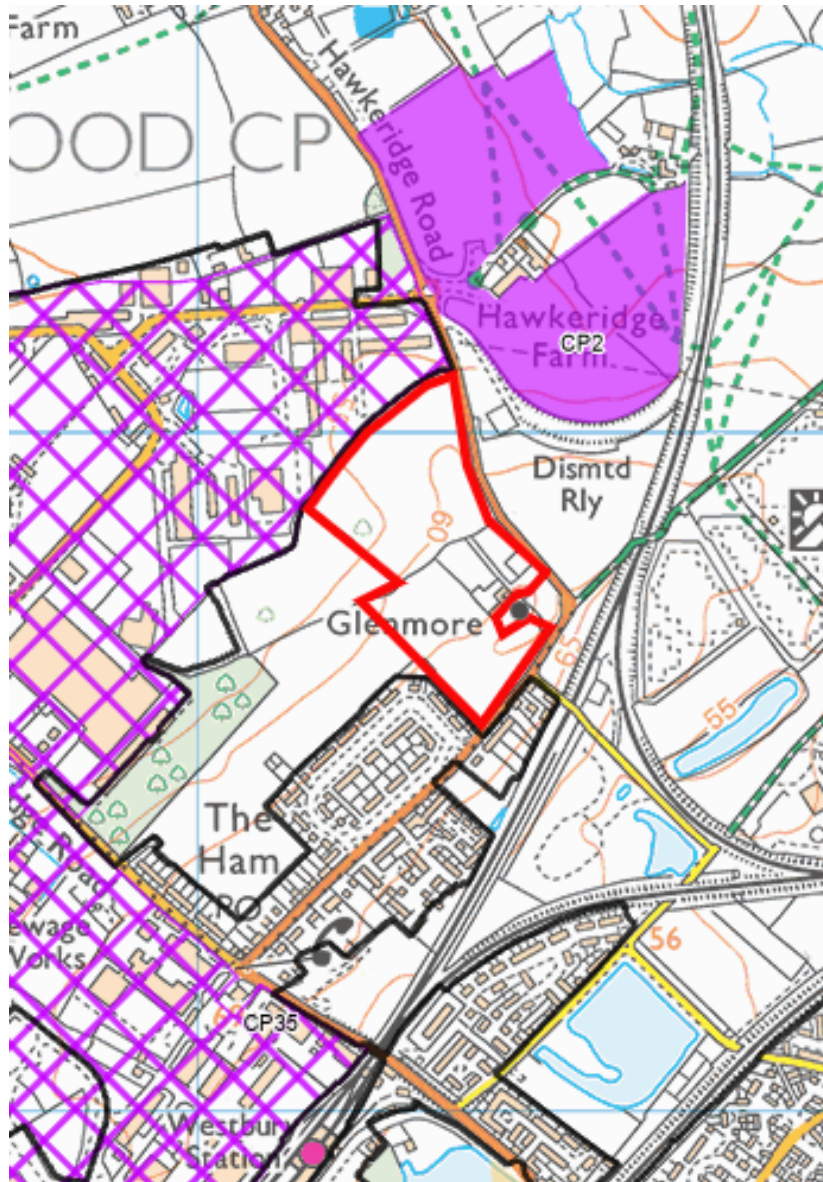 Farm
OOD CP
Hawkeridge Road
Hawkeridge
Farm
CP2
Dismtd
Rly
60
Glenmore
65
55
The
Ham
PO
Road
ewage
Works
56
CP35
Westbury
Station